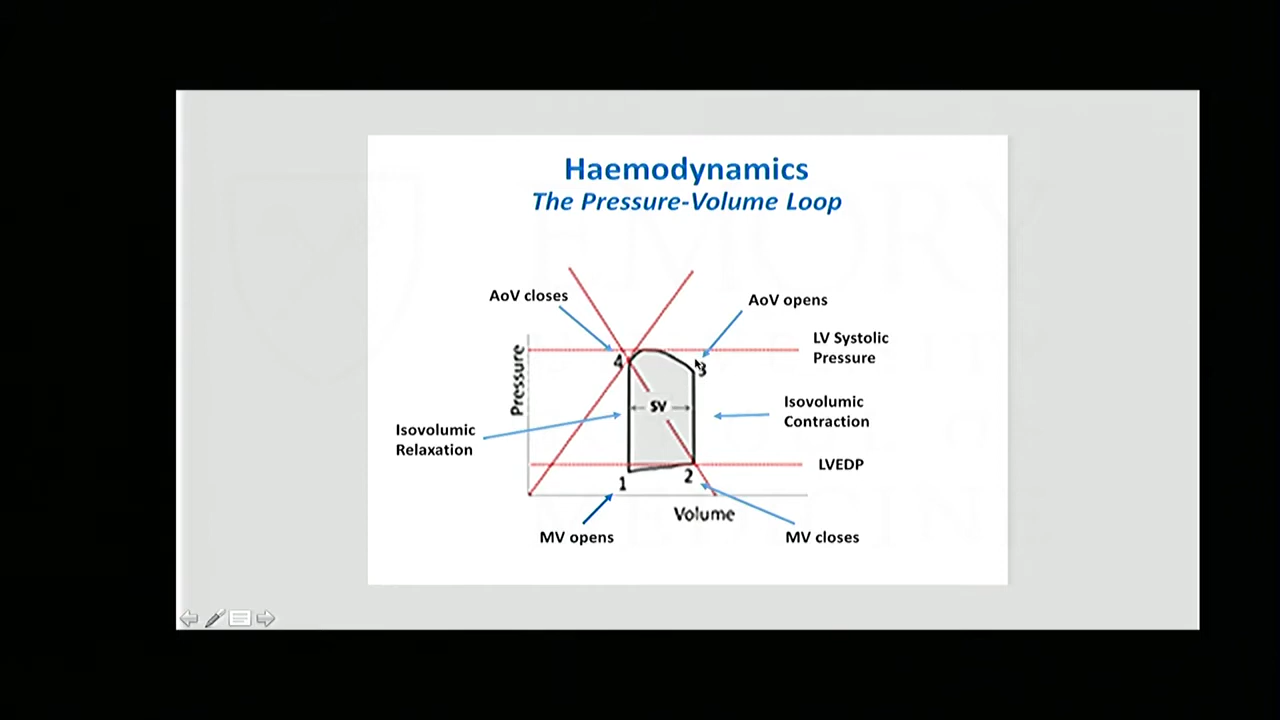 Haemodynamics
The Pressure-Volume Loop
AoV closes
AoV opens
LV Systolic
Pressure
Pressure
4
3
SV
Isovolumic
Contraction
Isovolumic
Relaxation
LVEDP
1
2
Volume
MV opens
MV closes
EMORY